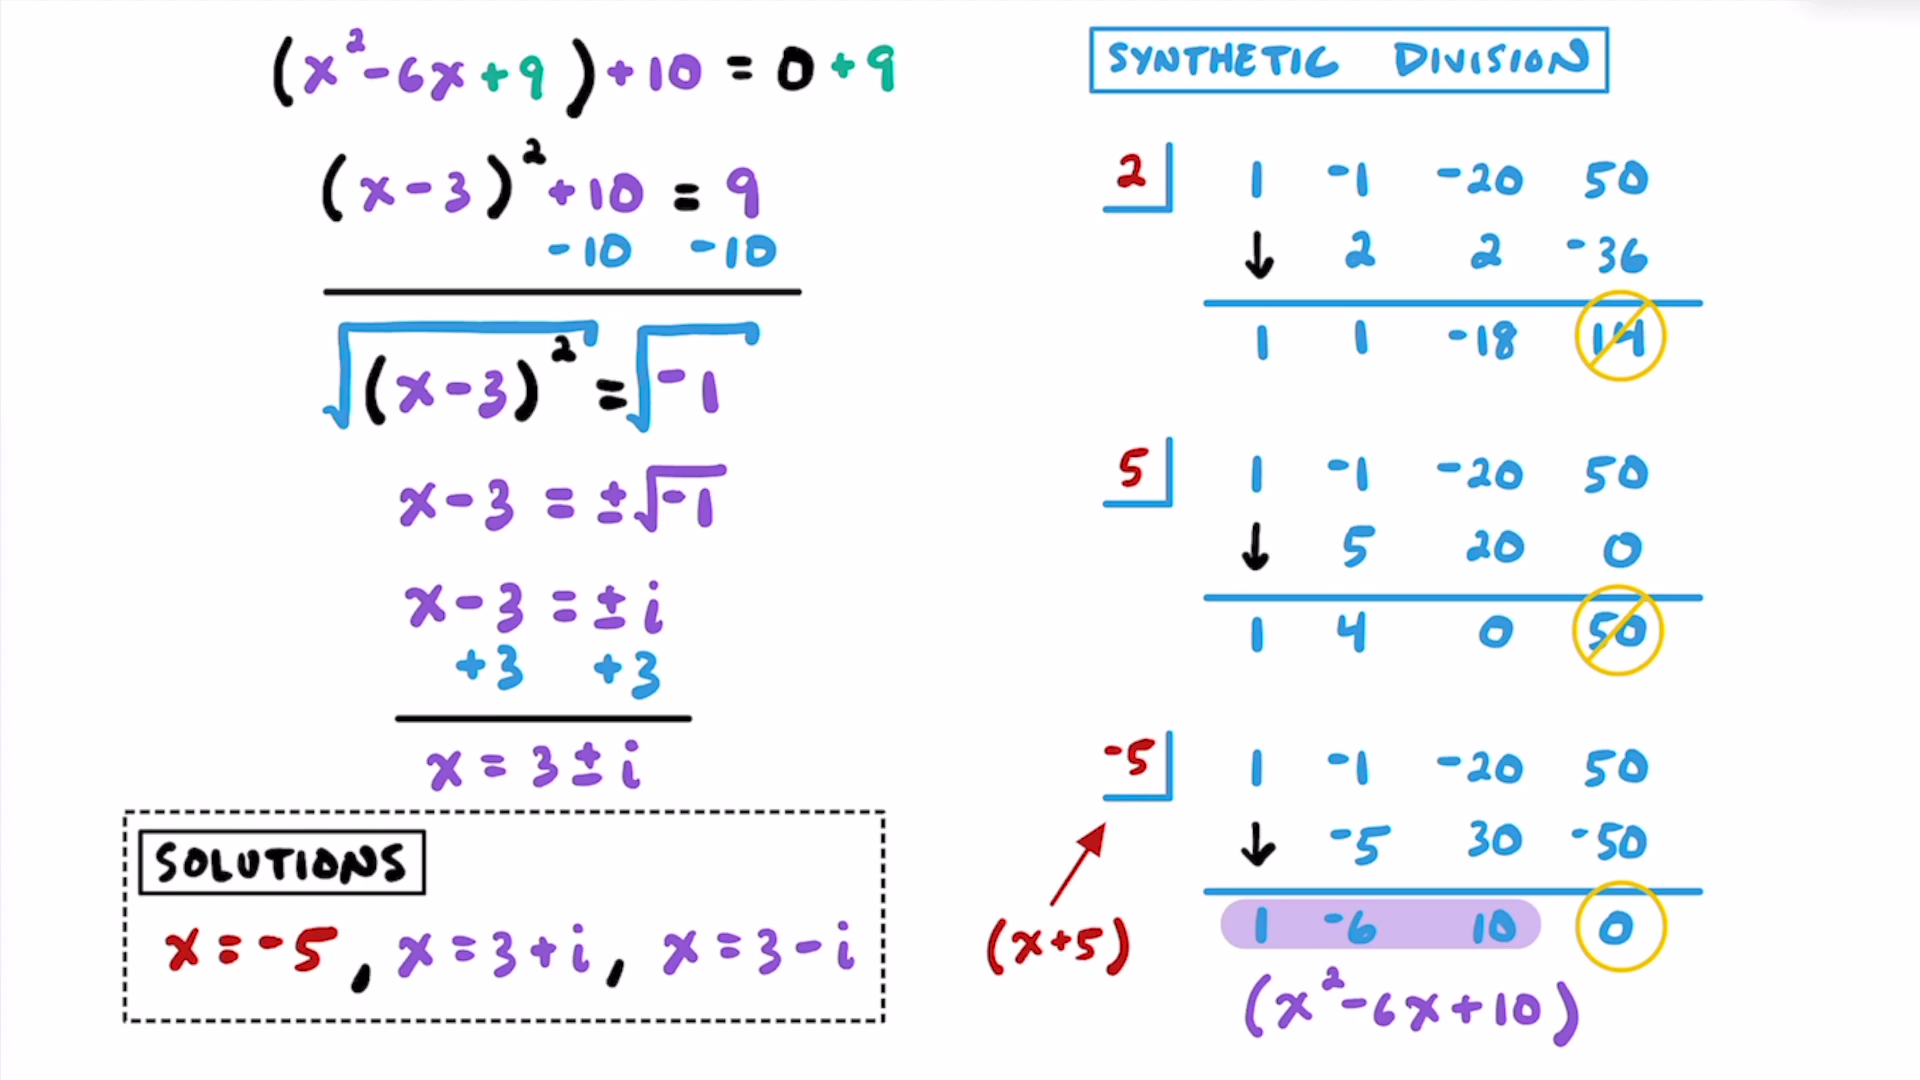 (x²-6x+9)+10=0+9
(x-3)²+10=9
-10 -10
√(x-3)²=√-1
x-3=±√-1
x-3=±i
+3 +3
x=3±i
SOLUTIONS
x=-5, x=3+i, x=3-i
SYNTHETIC DIVISION
2 1 -1 -20 50
↓ 2 2 -36
1 1 -18 14
5 1 -1 -20 50
↓ 5 20 0
1 4 0 50
-5 1 -1 -20 50
↓ -5 30 -50
(x+5) 1 -6 10 0
(x²-6x+10)